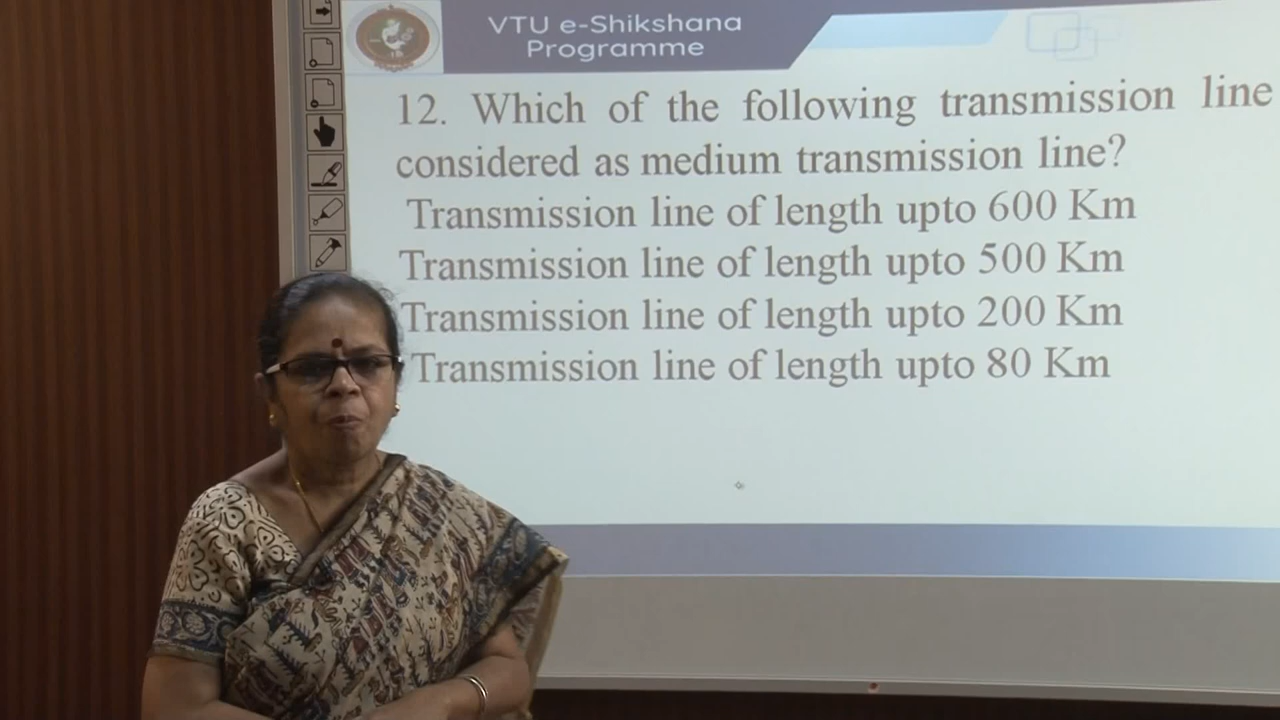 VTU e-Shikshana
Programme
12. Which of the following transmission line
considered as medium transmission line?
Transmission line of length upto 600 Km
Transmission line of length upto 500 Km
Transmission line of length upto 200 Km
Transmission line of length upto 80 Km